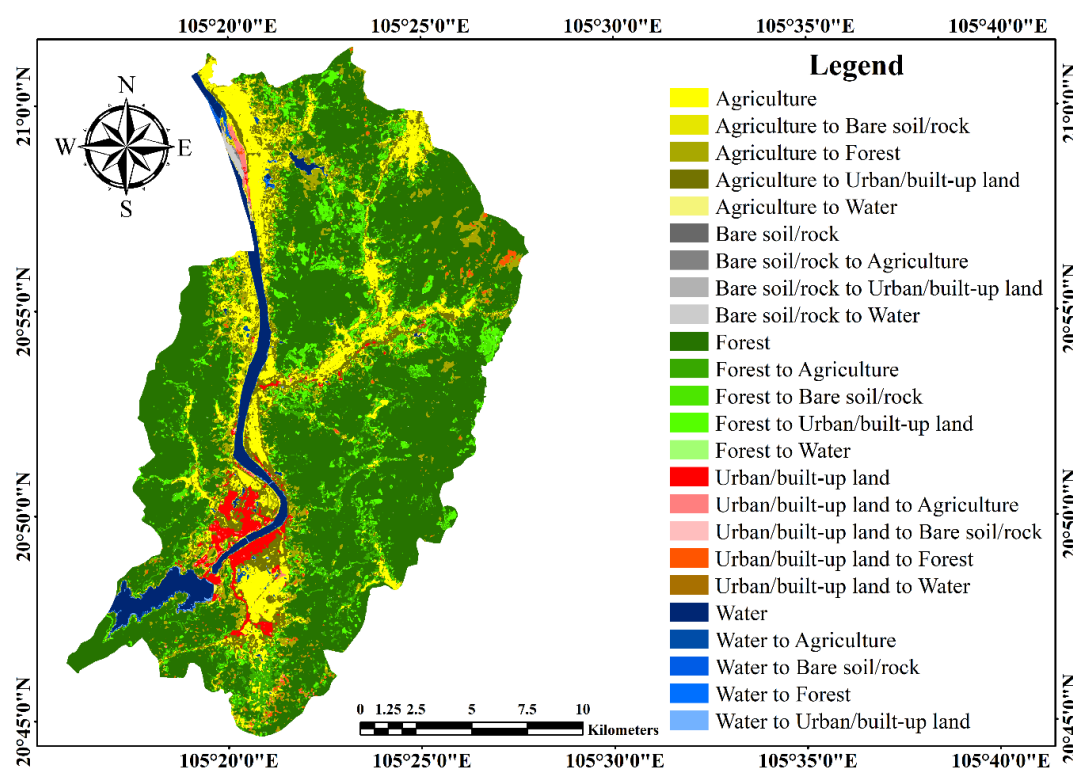 105°20'0"E 105°25'0"E 105°30'0"E 105°35'0"E 105°40'0"E
21°0'0"N
20°55'0"N
20°50'0"N
20°45'0"N
N
W E
S
Legend
Agriculture
Agriculture to Bare soil/rock
Agriculture to Forest
Agriculture to Urban/built-up land
Agriculture to Water
Bare soil/rock
Bare soil/rock to Agriculture
Bare soil/rock to Urban/built-up land
Bare soil/rock to Water
Forest
Forest to Agriculture
Forest to Bare soil/rock
Forest to Urban/built-up land
Forest to Water
Urban/built-up land
Urban/built-up land to Agriculture
Urban/built-up land to Bare soil/rock
Urban/built-up land to Forest
Urban/built-up land to Water
Water
Water to Agriculture
Water to Bare soil/rock
Water to Forest
Water to Urban/built-up land
0 1.25 2.5 5 7.5 10
Kilometers
21°0'0"N
20°55'0"N
20°50'0"N
20°45'0"N
105°20'0"E 105°25'0"E 105°30'0"E 105°35'0"E 105°40'0"E